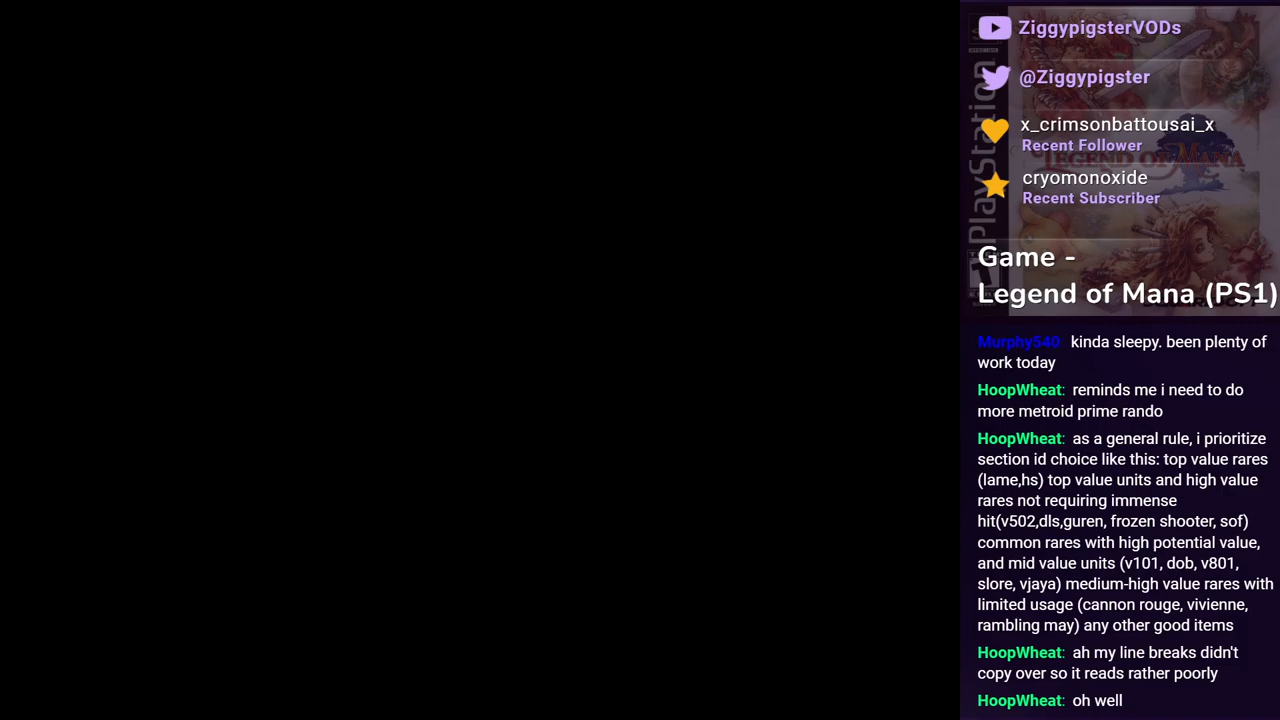 ZiggypigsterVODs
@Ziggypigster
x_crimsonbattousai_x
Recent Follower
LEGEND OF MANA
cryomonoxide
Recent Subscriber
PlayStation
Game -
Legend of Mana (PS1)
Murphy540 kinda sleepy. been plenty of
work today
HoopWheat: reminds me i need to do
more metroid prime rando
HoopWheat: as a general rule, i prioritize
section id choice like this: top value rares
(lame,hs) top value units and high value
rares not requiring immense
hit(v502,dls,guren, frozen shooter, sof)
common rares with high potential value,
and mid value units (v101, dob, v801,
slore, vjaya) medium-high value rares with
limited usage (cannon rouge, vivienne,
rambling may) any other good items
HoopWheat: ah my line breaks didn't
copy over so it reads rather poorly
HoopWheat: oh well